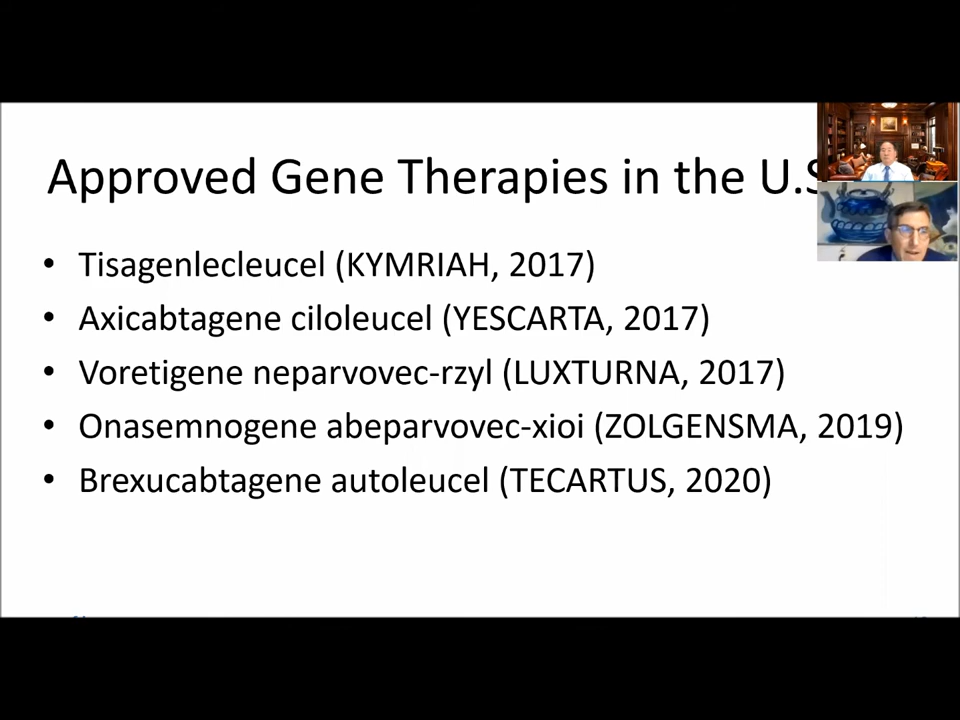 Approved Gene Therapies in the U.S
• Tisagenlecleucel (KYMRIAH, 2017)
• Axicabtagene ciloleucel (YESCARTA, 2017)
• Voretigene neparvovec-rzyl (LUXTURNA, 2017)
• Onasemnogene abeparvovec-xioi (ZOLGENSMA, 2019)
• Brexucabtagene autoleucel (TECARTUS, 2020)